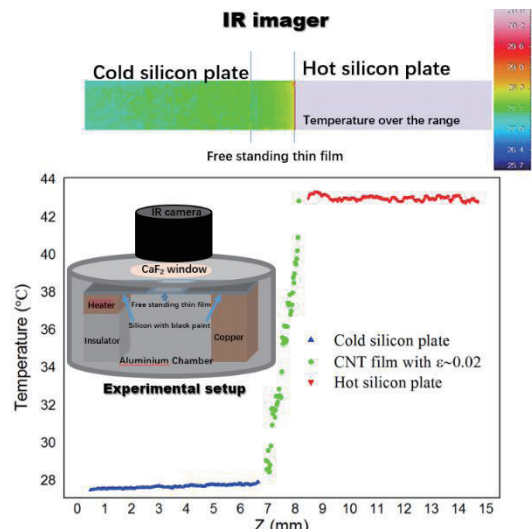 IR imager
Cold silicon plate
Hot silicon plate
Temperature over the range
Free standing thin film
25.7
44
42
40
38
36
34
32
30
28
Temperature (°C)
IR camera
CaF₂ window
Heater
Free standing thin film
Silicon with black paint
Insulator
Copper
Aluminium Chamber
Experimental setup
Cold silicon plate
CNT film with ε~0.02
Hot silicon plate
0 1 2 3 4 5 6 7 8 9 10 11 12 13 14 15
Z (mm)